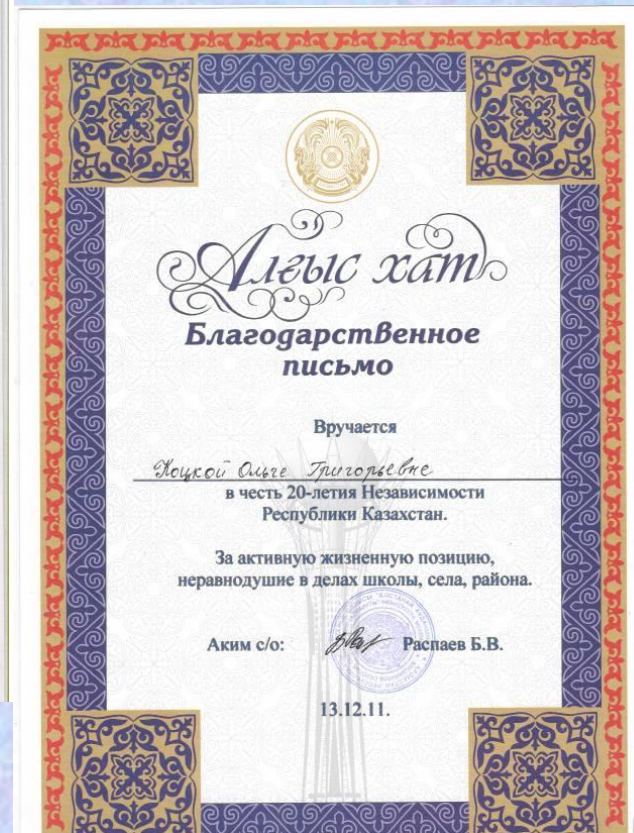 Алғыс хат
Благодарственное
письмо
Вручается
Коцкой Ольге Григорьевне
в честь 20-летия Независимости
Республики Казахстан.
За активную жизненную позицию,
неравнодушие в делах школы, села, района.
Аким с/о: Распаев Б.В.
13.12.11.